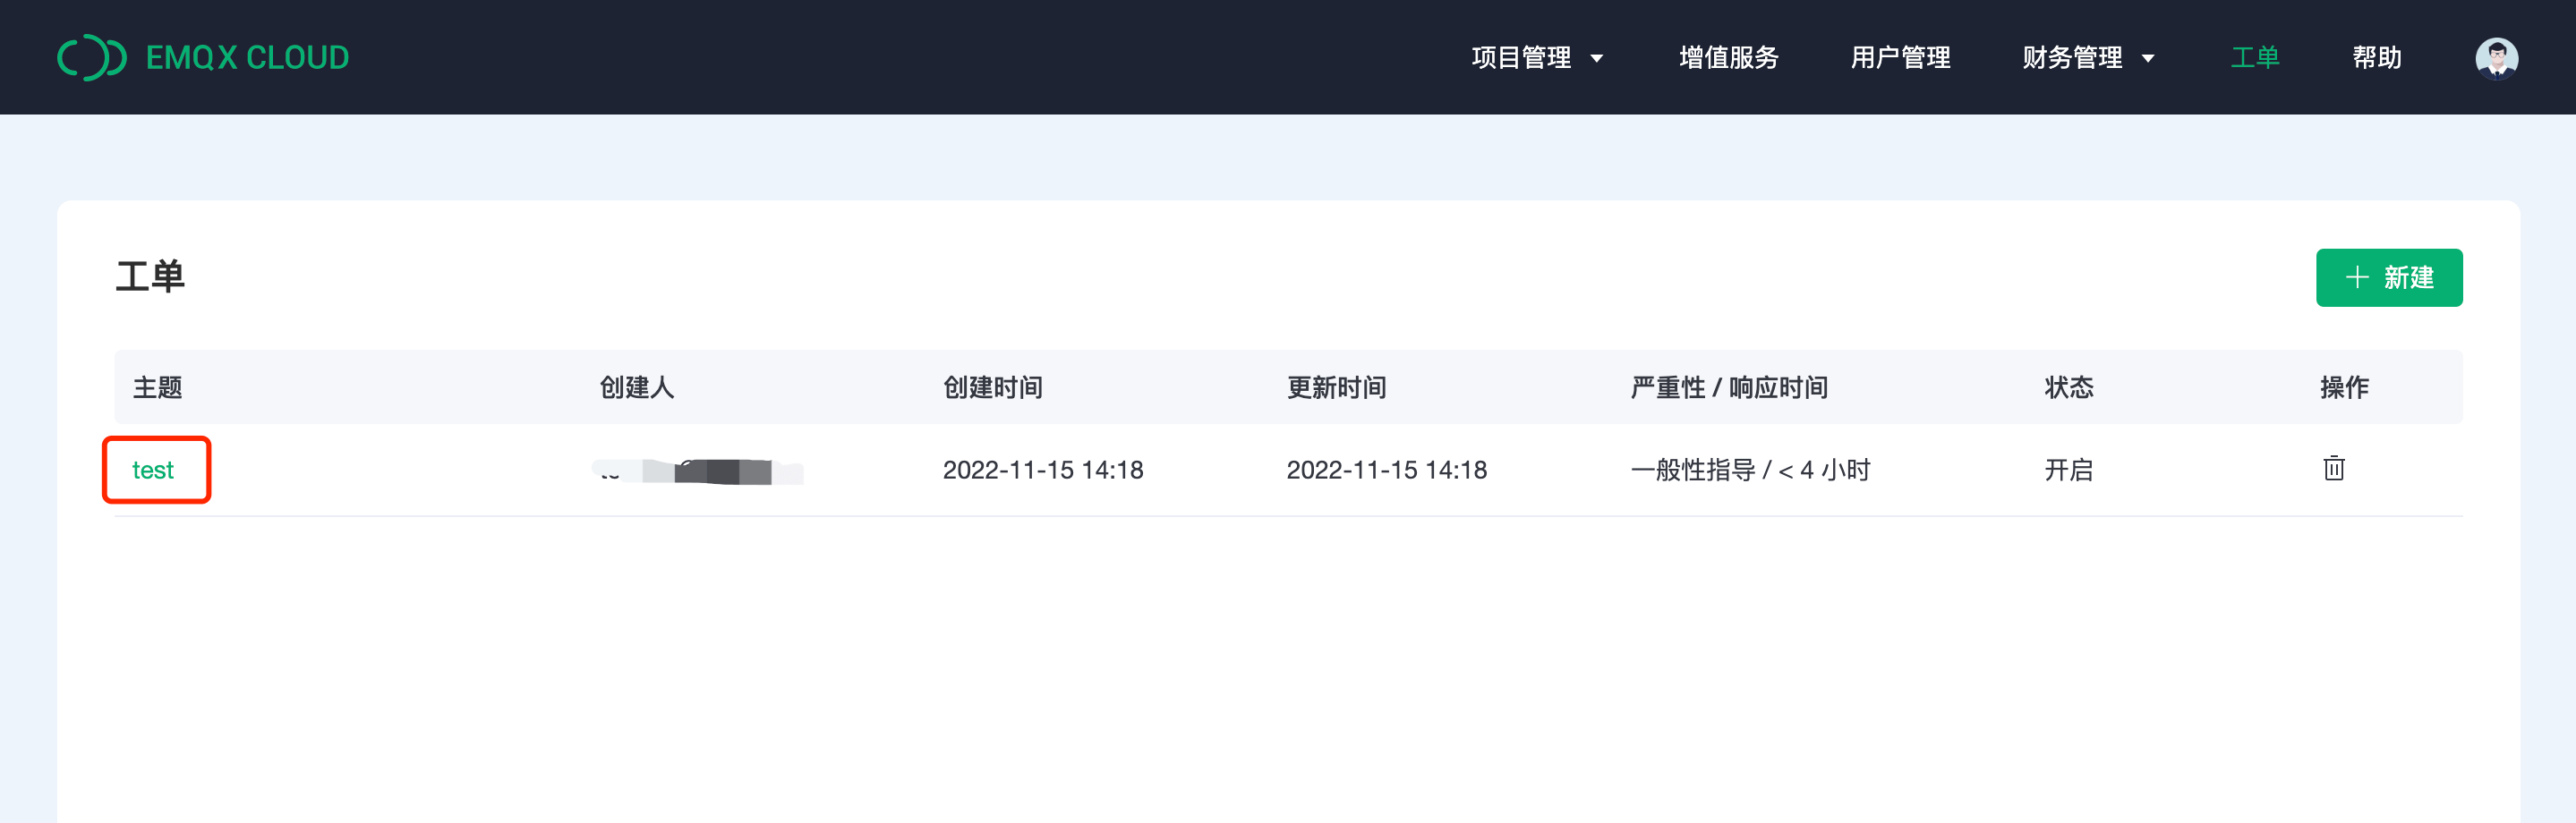 EMQX CLOUD 项目管理 增值服务 用户管理 财务管理 工单 帮助
工单 新建
主题 创建人 创建时间 更新时间 严重性 / 响应时间 状态 操作
test 2022-11-15 14:18 2022-11-15 14:18 一般性指导 / < 4 小时 开启